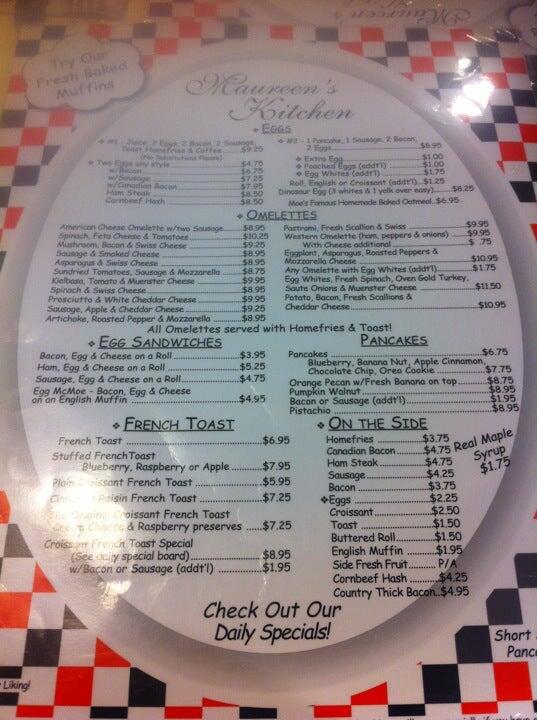 Try Our
Fresh Baked
Muffins
Maureen's
Kitchen
❖ EGGS
❖ #1 - Juice, 2 Eggs, 2 Bacon, 2 Sausage,
Toast Homefries & Coffee......$9.25
(No Substitutions Please)
❖ Two Eggs any style ......$4.75
w/Bacon......$6.75
w/Sausage......$7.25
w/Canadian Bacon......$7.95
Ham Steak ......$8.50
Cornbeef Hash ......$8.50
❖ #2 - 1 Pancake, 1 Sausage, 2 Bacon,
2 Eggs......$8.95
❖ Extra Egg......$1.00
❖ Poached Eggs (addt'l) ......$1.00
❖ Egg Whites (addt'l) ......$1.75
Roll, English or Croissant (addt'l)...$1.25
Dinosaur Egg (3 whites & 1 yolk over easy)......$8.25
Moe's Famous Homemade Baked Oatmeal..$6.95
❖ OMELETTES
American Cheese Omelette w/two Sausage......$8.95
Spinach, Feta Cheese & Tomatoes......$10.25
Mushroom, Bacon & Swiss Cheese......$9.25
Sausage & Smoked Cheese ......$8.95
Asparagus & Swiss Cheese ......$8.95
Sundried Tomatoes, Sausage & Mozzarella ......$8.75
Kielbasa, Tomato & Muenster Cheese ......$9.95
Spinach & Swiss Cheese ......$8.95
Prosciutto & White Cheddar Cheese ......$9.95
Sausage, Apple & Cheddar Cheese ......$9.25
Artichoke, Roasted Pepper & Mozzarella ......$8.95
Pastrami, Fresh Scallion & Swiss ......$9.95
Western Omelette (ham, peppers & onions) ......$9.95
With Cheese additional ......$ .75
Eggplant, Asparagus, Roasted Peppers &
Mozzarella Cheese ......$10.95
Any Omelette with Egg Whites (addt'l)......$1.75
Egg Whites, Fresh Spinach, Oven Gold Turkey,
Saute Onions & Muenster Cheese ......$11.50
Potato, Bacon, Fresh Scallions &
Cheddar Cheese......$10.95
All Omelettes served with Homefries & Toast!
❖ EGG SANDWICHES
Bacon, Egg & Cheese on a Roll......$3.95
Ham, Egg & Cheese on a Roll ......$5.25
Sausage, Egg & Cheese on a Roll......$4.75
Egg McMoe - Bacon, Egg & Cheese
on an English Muffin ......$4.95
PANCAKES
Pancakes ......$6.75
Blueberry, Banana Nut, Apple Cinnamon,
Chocolate Chip, Oreo Cookie ......$7.75
Orange Pecan w/Fresh Banana on top......$8.75
Pumpkin Walnut ......$8.95
Bacon or Sausage (addt'l)......$1.95
Pistachio ......$8.95
❖ FRENCH TOAST
French Toast ......$6.95
Stuffed FrenchToast
Blueberry, Raspberry or Apple ......$7.95
Plain Croissant French Toast ......$5.95
Cinnamon Raisin French Toast ......$7.25
The Original Croissant French Toast
Cream Cheese & Raspberry preserves ......$7.25
Croissant French Toast Special
(See daily special board)......$8.95
w/Bacon or Sausage (addt'l) ......$1.95
❖ ON THE SIDE
Homefries ......$3.75
Canadian Bacon ......$4.75
Ham Steak......$4.75
Sausage ......$4.25
Bacon ......$3.75
❖Eggs ......$2.25
Croissant......$2.50
Toast ......$1.50
Buttered Roll......$1.50
English Muffin ......$1.95
Side Fresh Fruit...... P/A
Cornbeef Hash ......$4.25
Country Thick Bacon..$4.95
Real Maple
Syrup
$1.75
Check Out Our
Daily Specials!
Short
Panc
Liking!